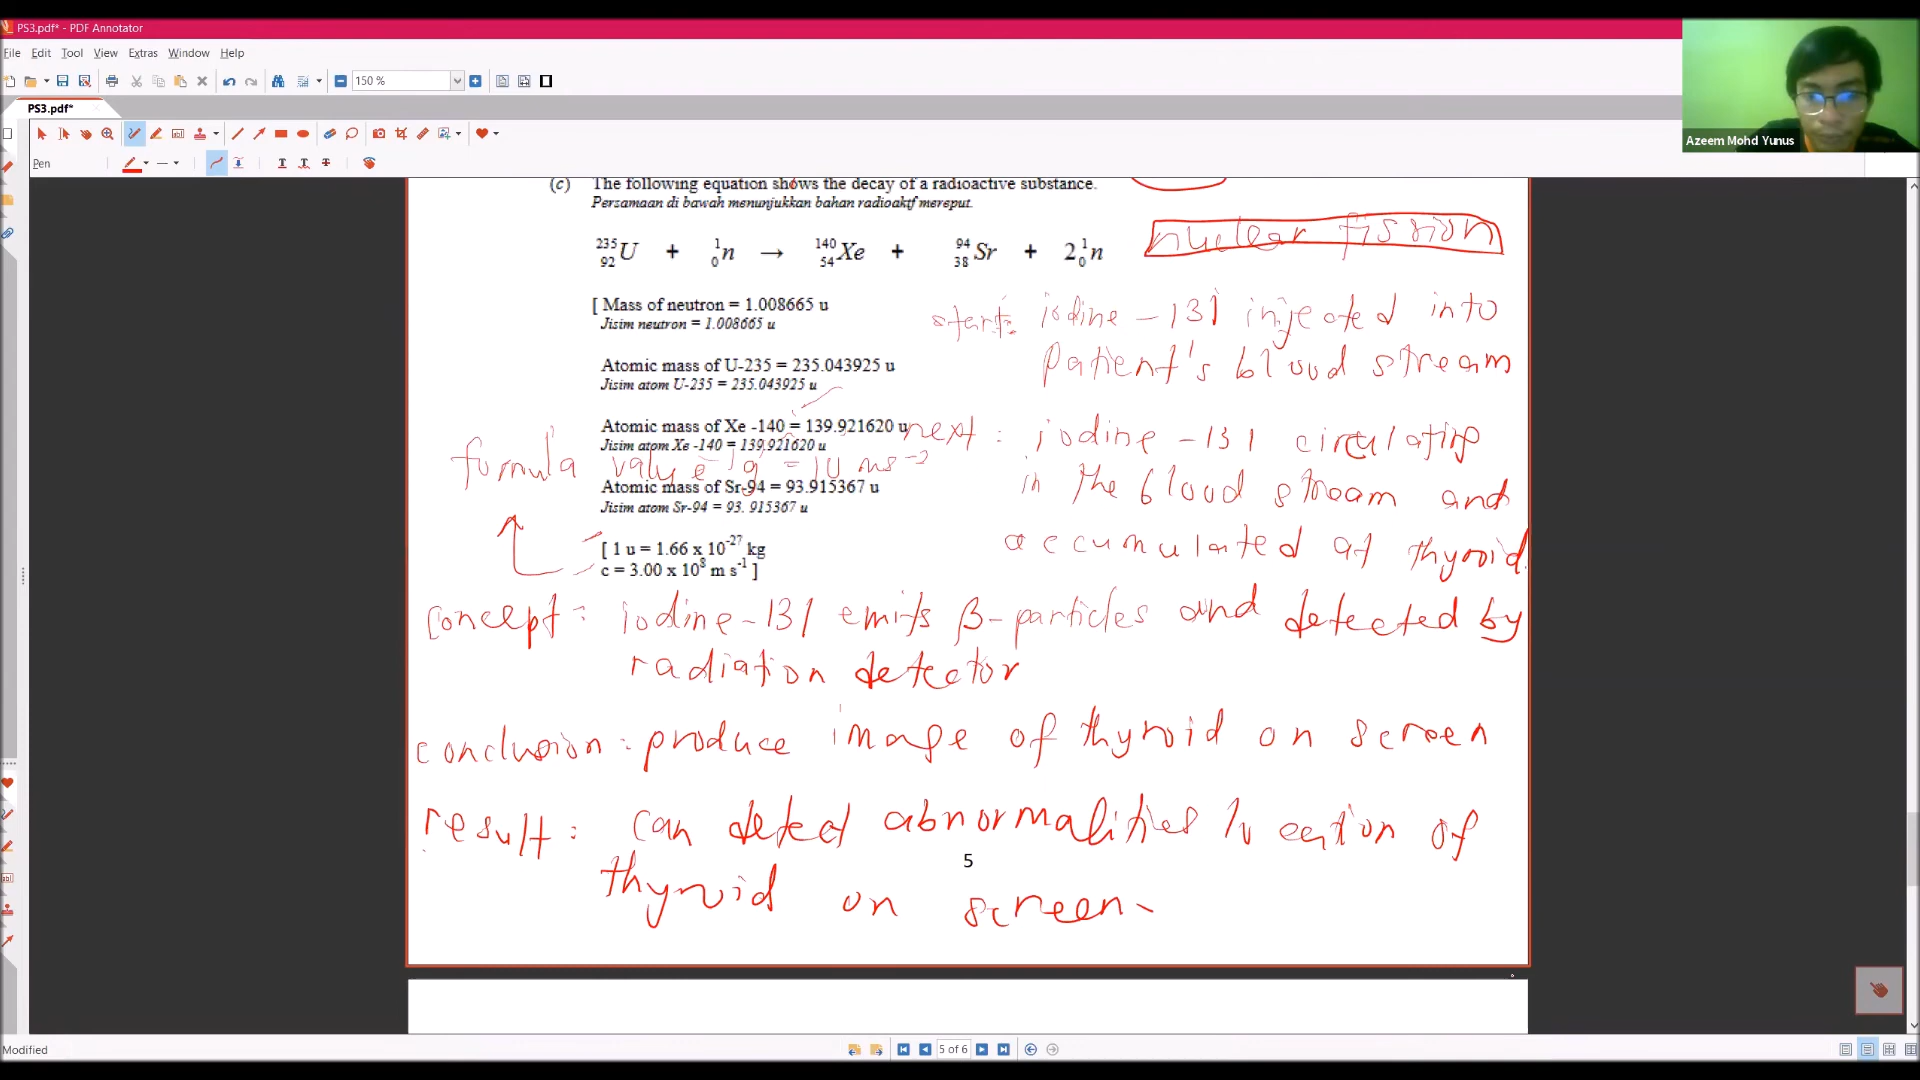 PS3.pdf* - PDF Annotator
File Edit Tool View Extras Window Help
150 %
PS3.pdf*
Pen
Azeem Mohd Yunus
(c) The following equation shows the decay of a radioactive substance.
Persamaan di bawah menunjukkan bahan radioaktf mereput.
nuclear fission
²³⁵₉₂U + ¹₀n → ¹⁴⁰₅₄Xe + ⁹⁴₃₈Sr + 2¹₀n
[ Mass of neutron = 1.008665 u
Jisim neutron = 1.008665 u
start: iodine - 131 injected into
patient's blood stream
Atomic mass of U-235 = 235.043925 u
Jisim atom U-235 = 235.043925 u
Atomic mass of Xe -140 = 139.921620 u
Jisim atom Xe -140 = 139.921620 u
next: iodine - 131 circulating
in the blood stream and
accumulated at thyroid.
formula value g = 10 ms⁻²
Atomic mass of Sr-94 = 93.915367 u
Jisim atom Sr-94 = 93. 915367 u
[ 1 u = 1.66 x 10⁻²⁷ kg
c = 3.00 x 10⁸ m s⁻¹ ]
concept: iodine - 131 emits β - particles and detected by
radiation detector
conclusion: produce image of thyroid on screen
result: can detect abnormalities location of
thyroid on screen
5
Modified
5 of 6